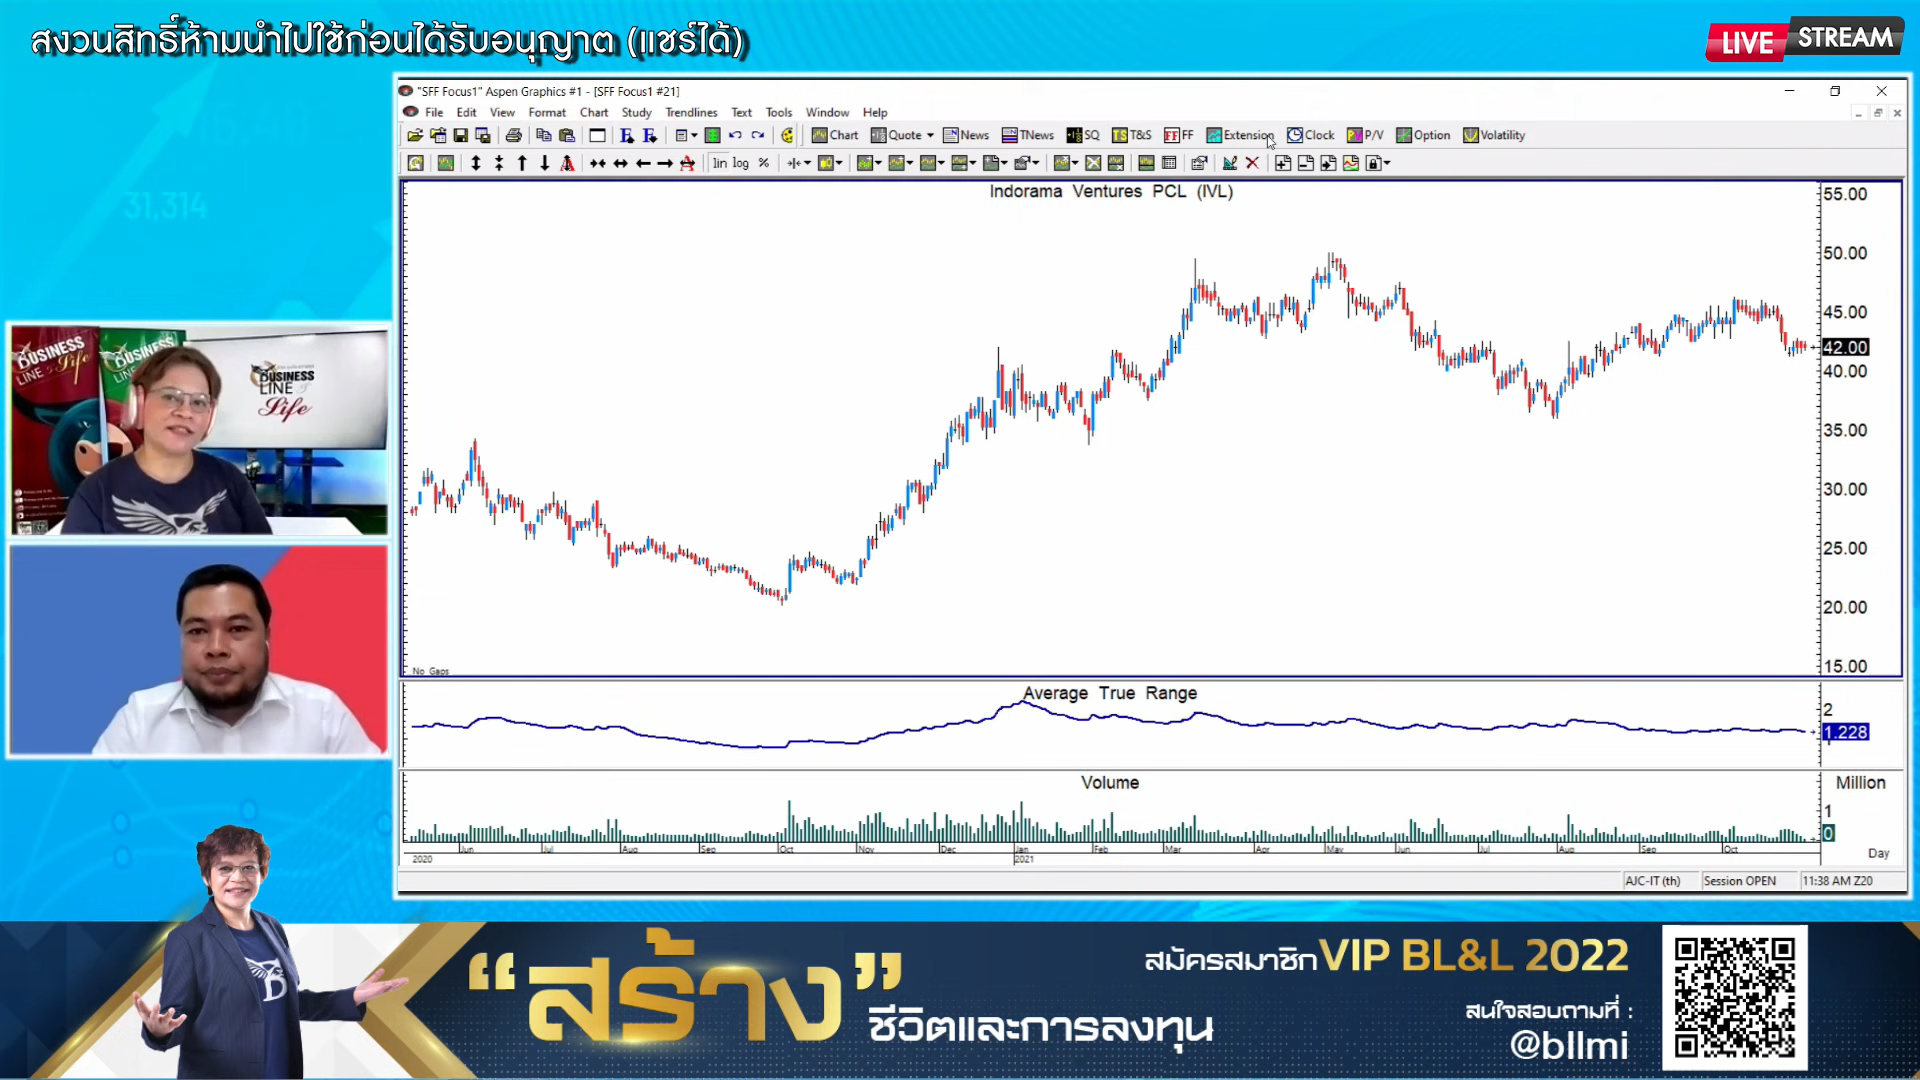 สงวนสิทธิ์ห้ามนำไปใช้ก่อนได้รับอนุญาต (แชร์ได้)
LIVE STREAM
"SFF Focus1" Aspen Graphics #1 - [SFF Focus1 #21]
File Edit View Format Chart Study Trendlines Text Tools Window Help
Chart Quote News TNews SQ T&S FF Extension Clock P/V Option Volatility
lin log %
Indorama Ventures PCL (IVL)
55.00
50.00
45.00
42.00
40.00
35.00
30.00
25.00
20.00
15.00
No Gaps
Average True Range
2
1.228
Volume
Million
1
0
Jun Jul Aug Sep Oct Nov Dec Jan Feb Mar Apr May Jun Jul Aug Sep Oct
2020 2021
Day
AJC-IT (th) Session OPEN 11:38 AM Z20
31,314
BUSINESS
LINE
Life
BUSINESS
LINE
BUSINESS
LINE
Life
“สร้าง”
ชีวิตและการลงทุน
สมัครสมาชิก VIP BL&L 2022
สนใจสอบถามที่ :
@bllmi